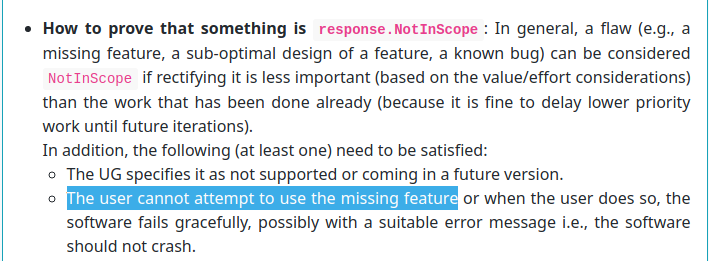 • How to prove that something is response.NotInScope: In general, a flaw (e.g., a
missing feature, a sub-optimal design of a feature, a known bug) can be considered
NotInScope if rectifying it is less important (based on the value/effort considerations)
than the work that has been done already (because it is fine to delay lower priority
work until future iterations).
In addition, the following (at least one) need to be satisfied:
◦ The UG specifies it as not supported or coming in a future version.
◦ The user cannot attempt to use the missing feature or when the user does so, the
software fails gracefully, possibly with a suitable error message i.e., the software
should not crash.